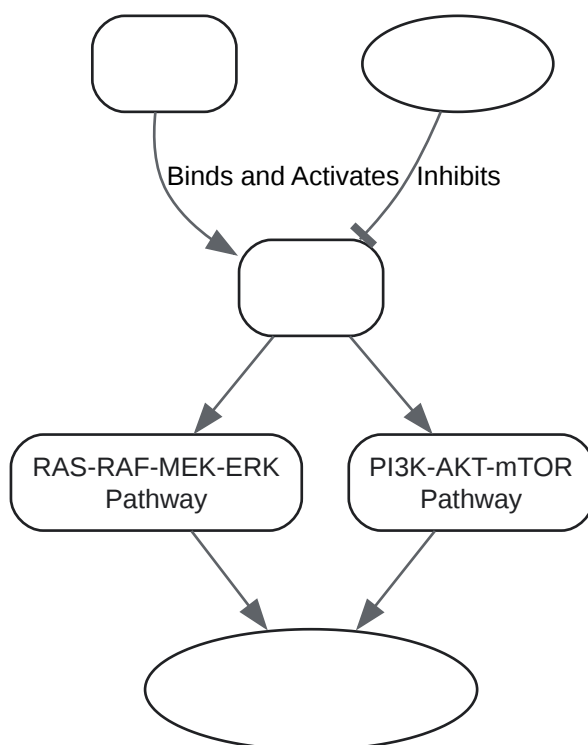 Binds and Activates
Inhibits
RAS-RAF-MEK-ERK
Pathway
PI3K-AKT-mTOR
Pathway